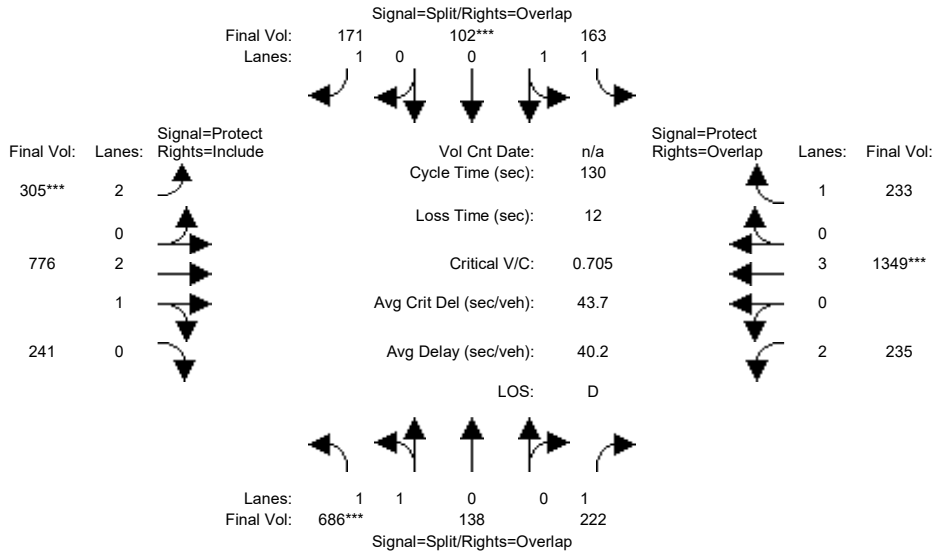 Signal=Split/Rights=Overlap
Final Vol: 171 102*** 163
Lanes: 1 0 0 1 1
Signal=Protect Signal=Protect
Final Vol: Lanes: Rights=Include Vol Cnt Date: n/a Rights=Overlap Lanes: Final Vol:
Cycle Time (sec): 130
305*** 2 1 233
Loss Time (sec): 12
0 0
776 2 Critical V/C: 0.705 3 1349***
1 Avg Crit Del (sec/veh): 43.7 0
241 0 Avg Delay (sec/veh): 40.2 2 235
LOS: D
Lanes: 1 1 0 0 1
Final Vol: 686*** 138 222
Signal=Split/Rights=Overlap